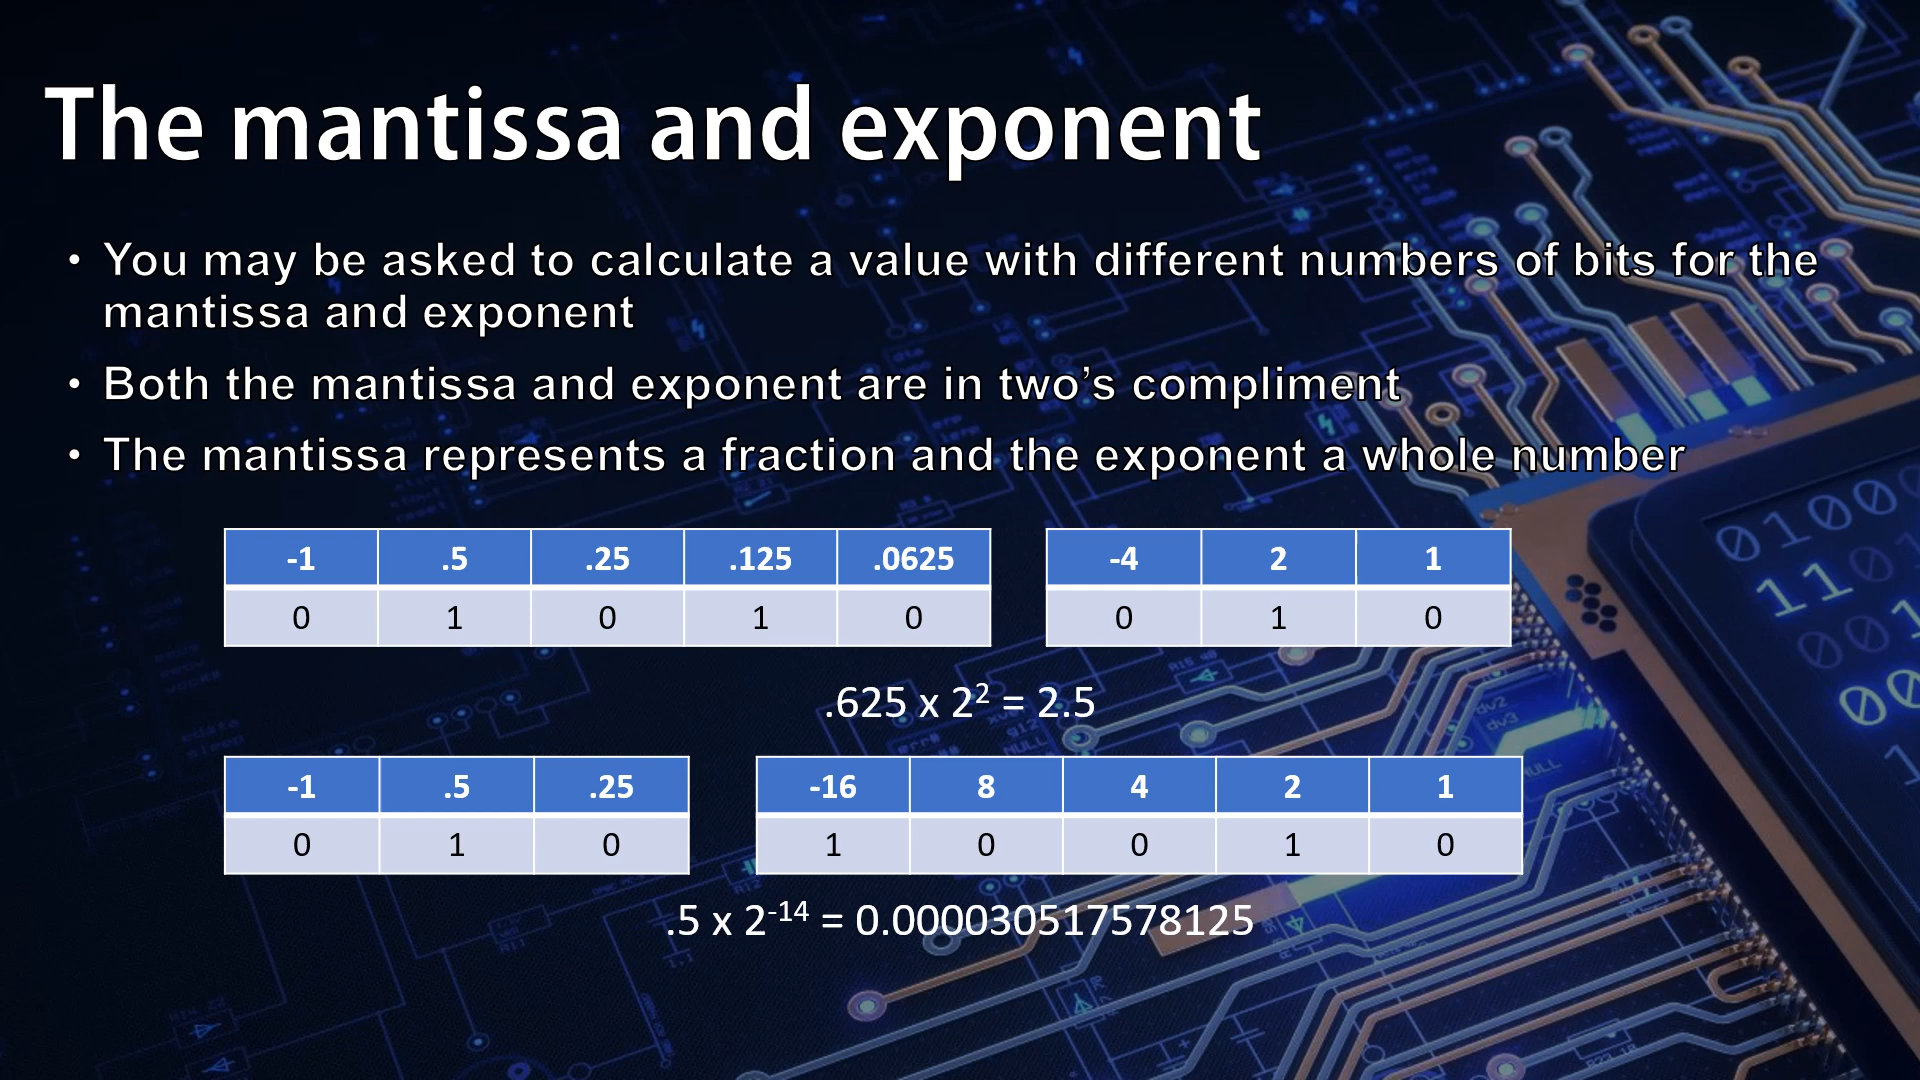 The mantissa and exponent
• You may be asked to calculate a value with different numbers of bits for the
mantissa and exponent
• Both the mantissa and exponent are in two’s compliment
• The mantissa represents a fraction and the exponent a whole number
-1 .5 .25 .125 .0625 -4 2 1
0 1 0 1 0 0 1 0
.625 x 2² = 2.5
-1 .5 .25 -16 8 4 2 1
0 1 0 1 0 0 1 0
.5 x 2⁻¹⁴ = 0.000030517578125